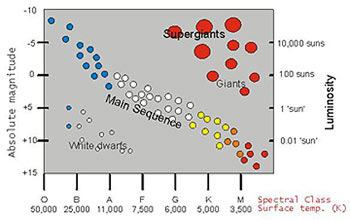 -10
-5
0
+5
+10
+15
Absolute magnitude
Supergiants
Giants
Main Sequence
White dwarfs
10,000 suns
100 suns
1 'sun'
0.01 'sun'
Luminosity
O B A F G K M
50,000 25,000 11,000 7,500 6,000 5,000 3,500
Spectral Class
Surface temp. (K)